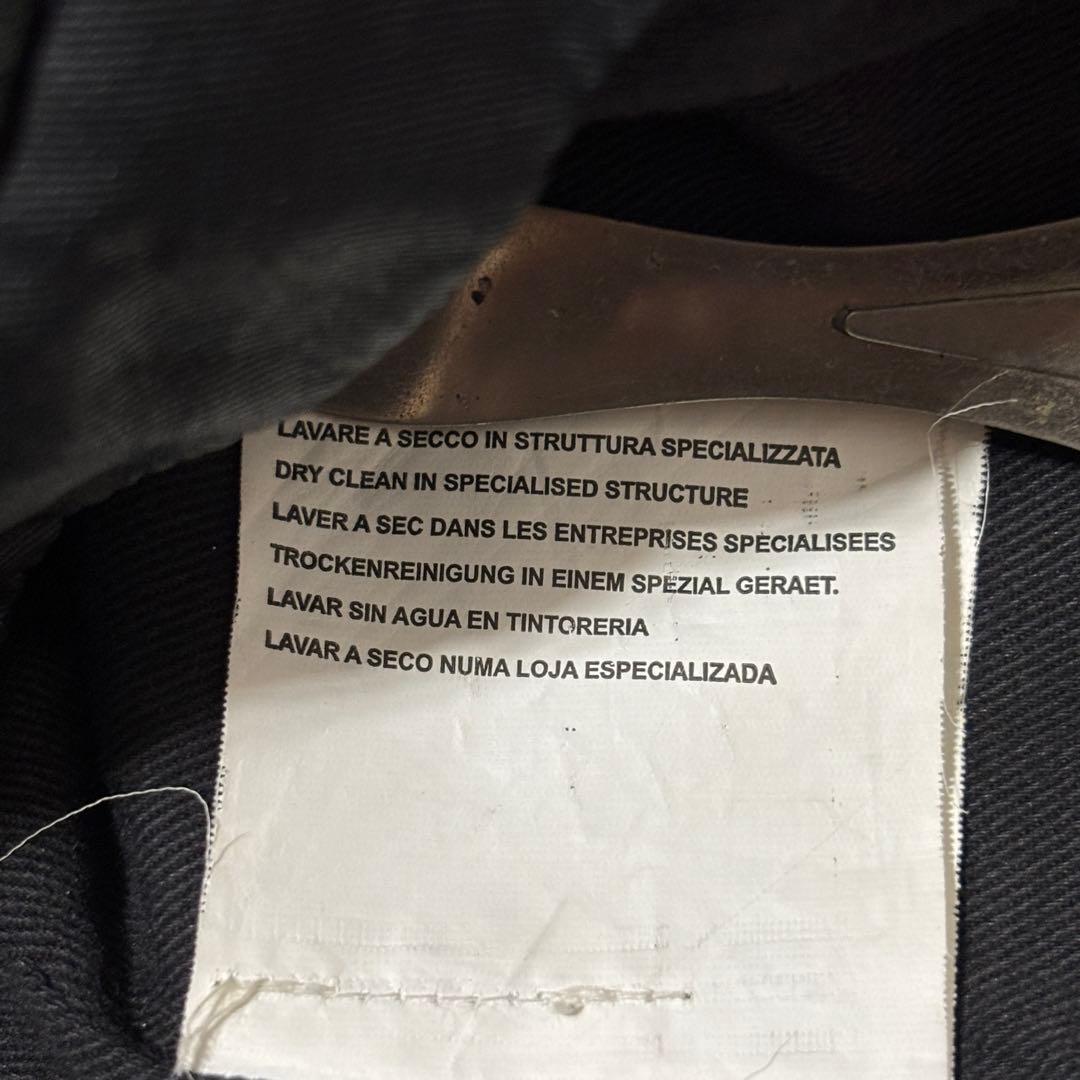 LAVARE A SECCO IN STRUTTURA SPECIALIZZATA
DRY CLEAN IN SPECIALISED STRUCTURE
LAVER A SEC DANS LES ENTREPRISES SPECIALISEES
TROCKENREINIGUNG IN EINEM SPEZIAL GERAET.
LAVAR SIN AGUA EN TINTORERIA
LAVAR A SECO NUMA LOJA ESPECIALIZADA